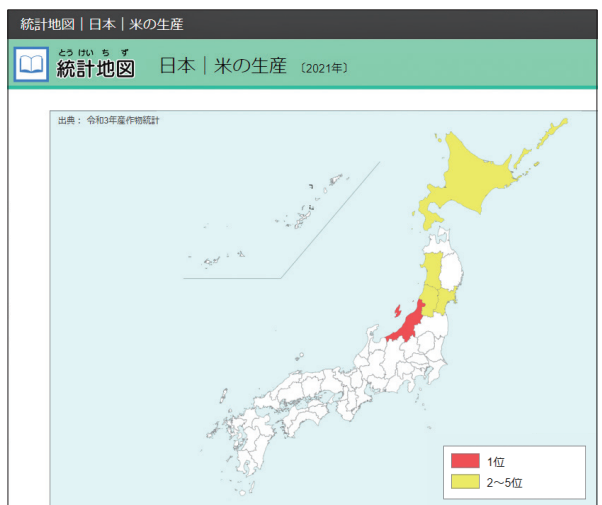 統計地図｜日本｜米の生産
とうけいちず
統計地図 日本｜米の生産 〔2021年〕
出典： 令和3年産作物統計
1位
2～5位